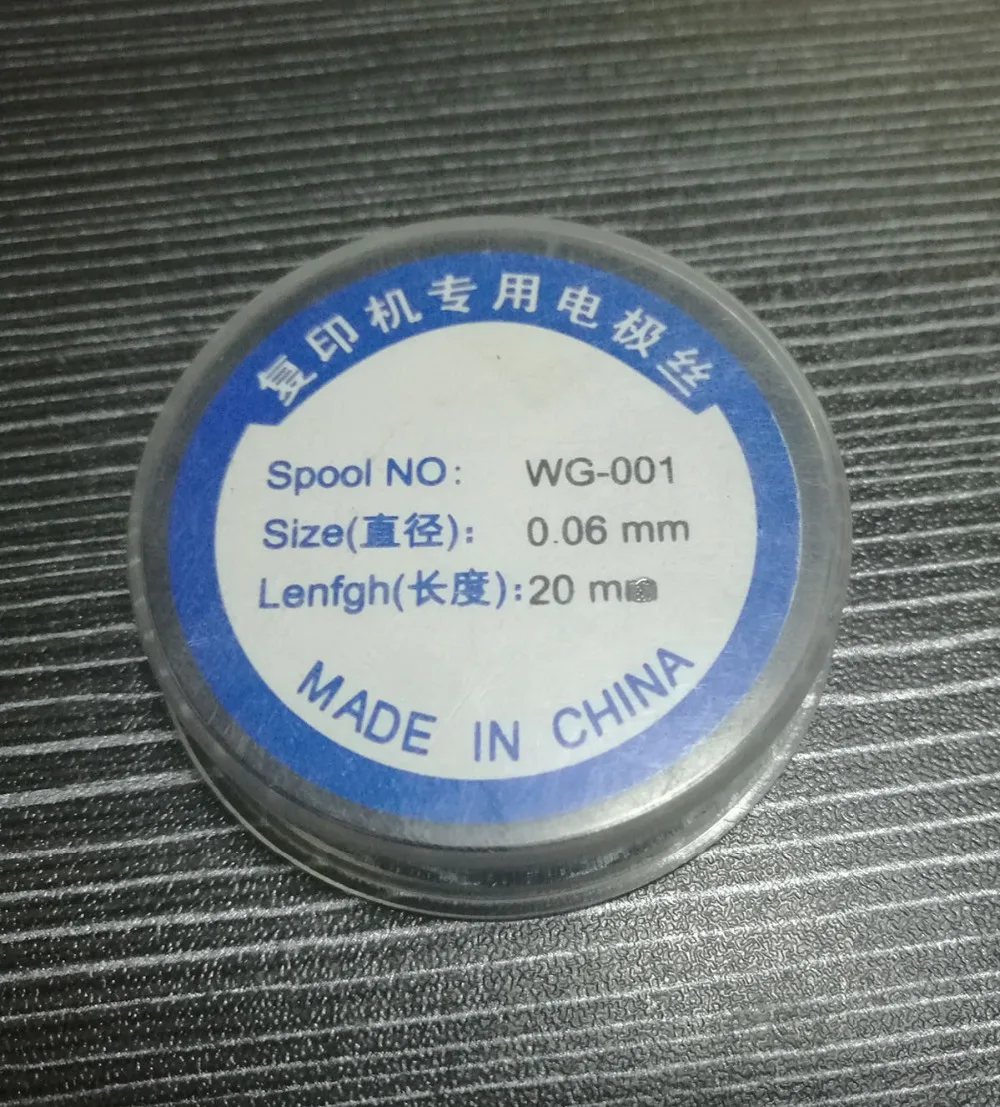 复印机专用电极丝
Spool NO: WG-001
Size(直径): 0.06 mm
Lenfgh(长度):20 m
MADE IN CHINA